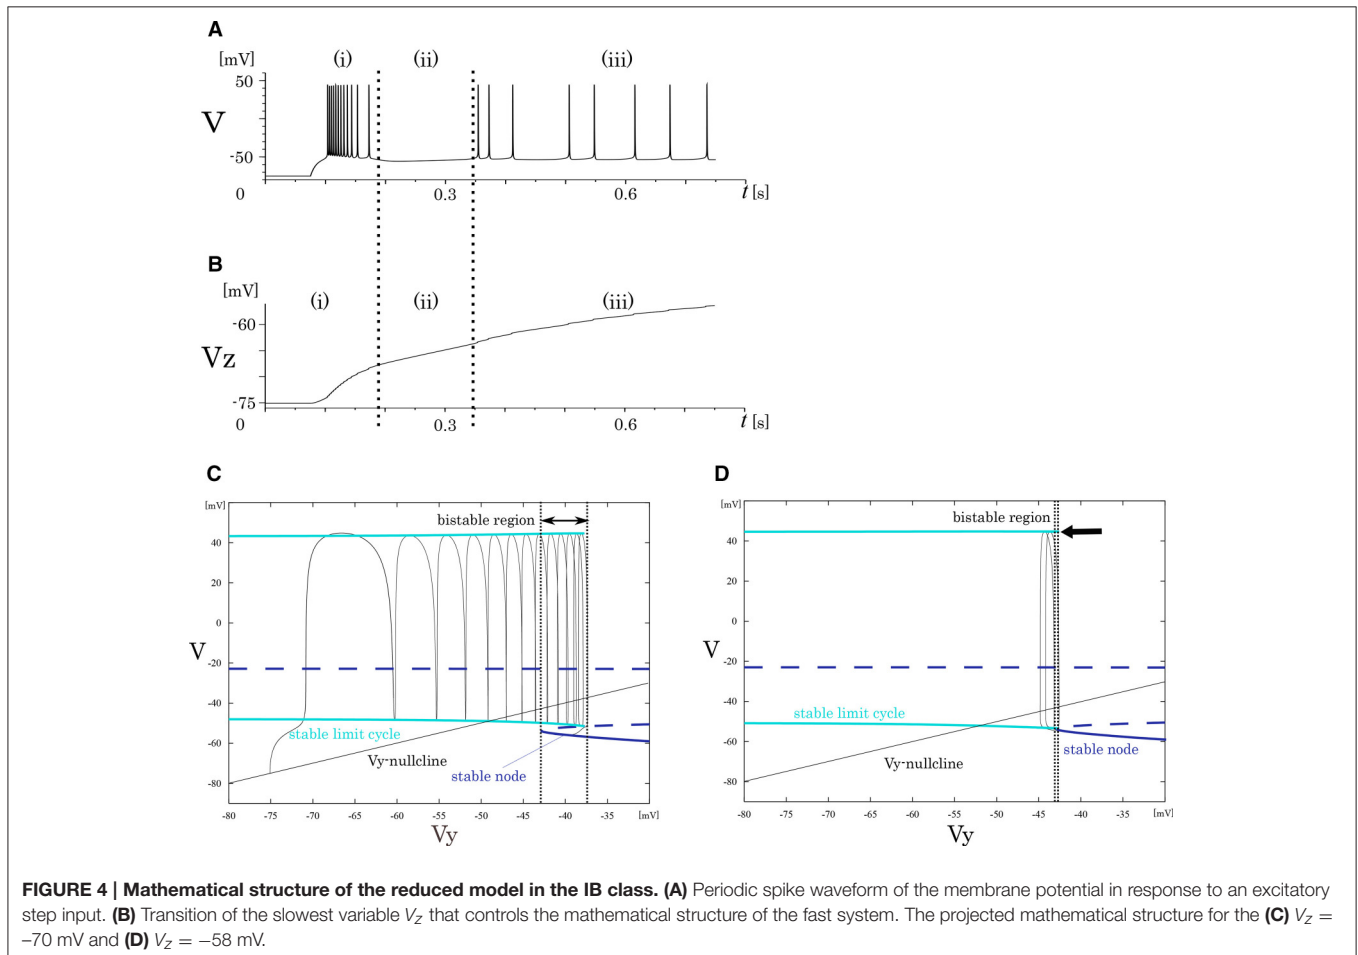 A
[mV]
(i)
(ii)
(iii)
50
V
-50
0
0.3
0.6
t [s]
B
[mV]
(i)
(ii)
(iii)
-60
Vz
-75
0
0.3
0.6
t [s]
C
[mV]
bistable region
40
20
0
V
-20
-40
stable limit cycle
-60
Vy-nullcline
stable node
-80
-80 -75 -70 -65 -60 -55 -50 -45 -40 -35 [mV]
Vy
D
[mV]
bistable region
40
20
0
V
-20
-40
stable limit cycle
-60
Vy-nullcline
stable node
-80
-80 -75 -70 -65 -60 -55 -50 -45 -40 -35 [mV]
Vy
FIGURE 4 | Mathematical structure of the reduced model in the IB class. (A) Periodic spike waveform of the membrane potential in response to an excitatory
step input. (B) Transition of the slowest variable Vz that controls the mathematical structure of the fast system. The projected mathematical structure for the (C) Vz =
–70 mV and (D) Vz = −58 mV.